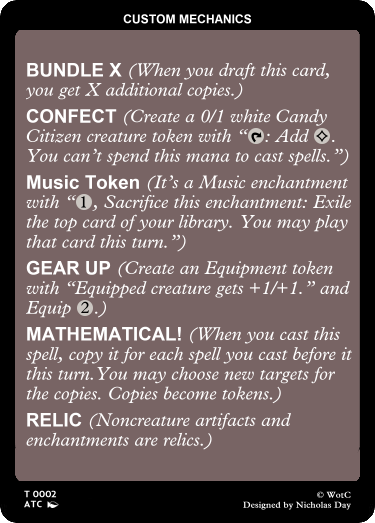 CUSTOM MECHANICS
BUNDLE X (When you draft this card,
you get X additional copies.)
CONFECT (Create a 0/1 white Candy
Citizen creature token with “: Add .
You can’t spend this mana to cast spells.”)
Music Token (It’s a Music enchantment
with “1, Sacrifice this enchantment: Exile
the top card of your library. You may play
that card this turn.”)
GEAR UP (Create an Equipment token
with “Equipped creature gets +1/+1.” and
Equip 2.)
MATHEMATICAL! (When you cast this
spell, copy it for each spell you cast before it
this turn.You may choose new targets for
the copies. Copies become tokens.)
RELIC (Noncreature artifacts and
enchantments are relics.)
T 0002
ATC
© WotC
Designed by Nicholas Day